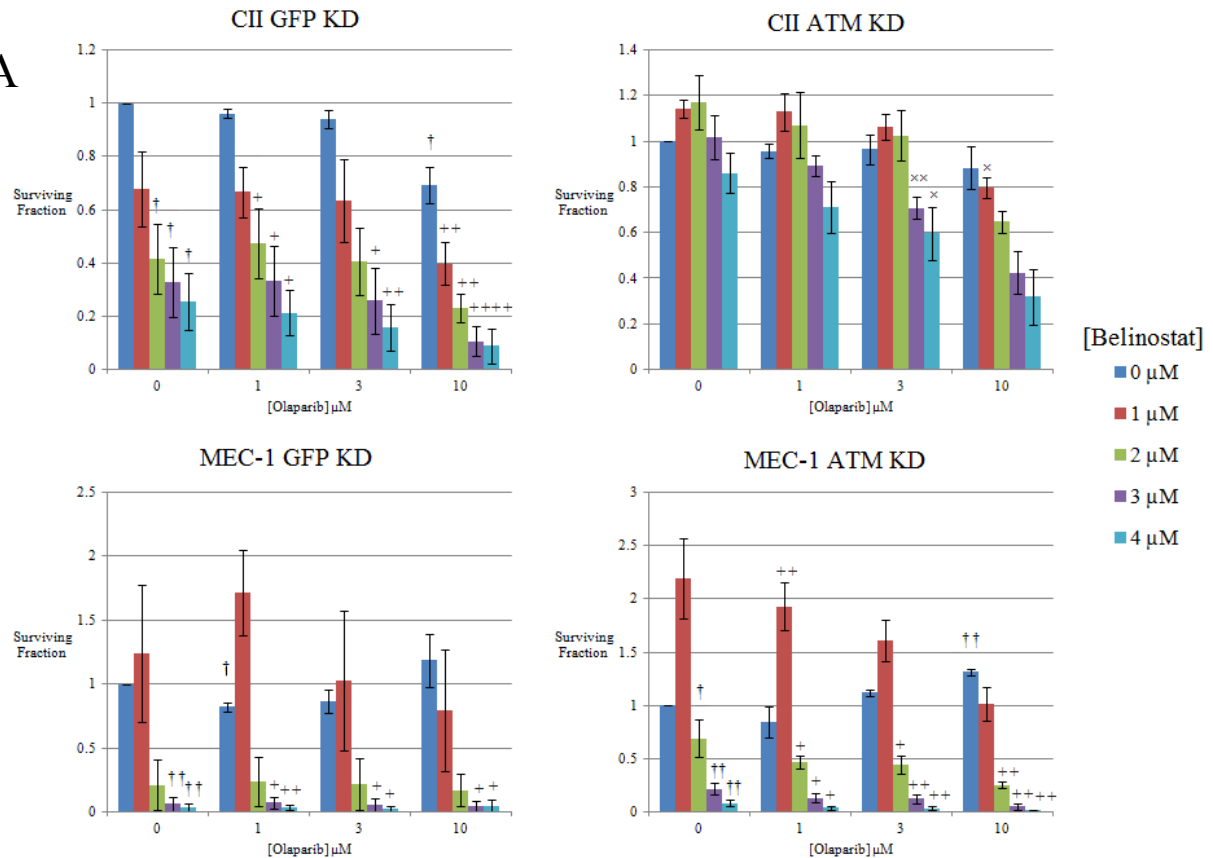 A
CII GFP KD
1.2
1
0.8
0.6
0.4
0.2
0
Surviving
Fraction
†
†
†
+
+
+
+
++
†
++
++
++++
0 1 3 10
[Olaparib] μM
CII ATM KD
1.4
1.2
1
0.8
0.6
0.4
0.2
0
Surviving
Fraction
××
×
×
0 1 3 10
[Olaparib] μM
[Belinostat]
0 μM
1 μM
2 μM
3 μM
4 μM
MEC-1 GFP KD
2.5
2
1.5
1
0.5
0
Surviving
Fraction
††
††
†
+
++
+
+
+
+
0 1 3 10
[Olaparib] μM
MEC-1 ATM KD
3
2.5
2
1.5
1
0.5
0
Surviving
Fraction
†
††
††
++
+
+
+
+
++
++
††
++
++
++
0 1 3 10
[Olaparib] μM